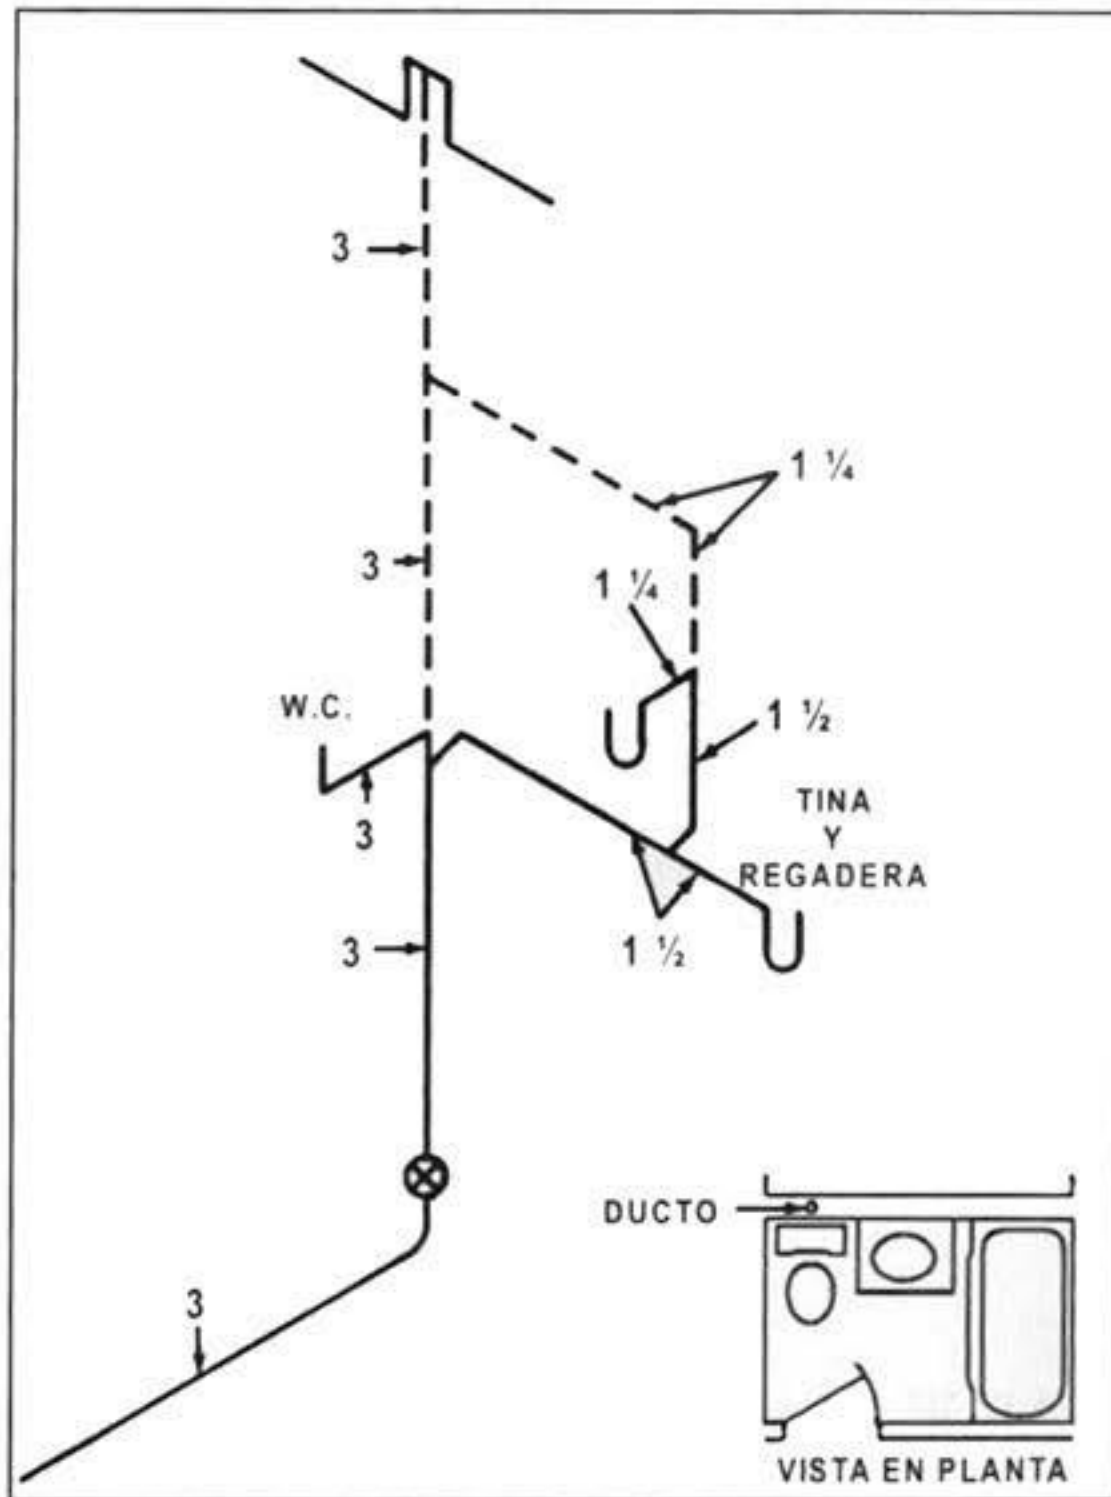 3
1 ¼
3
1 ¼
W.C.
1 ½
3
TINA
Y
REGADERA
3
1 ½
DUCTO
3
VISTA EN PLANTA